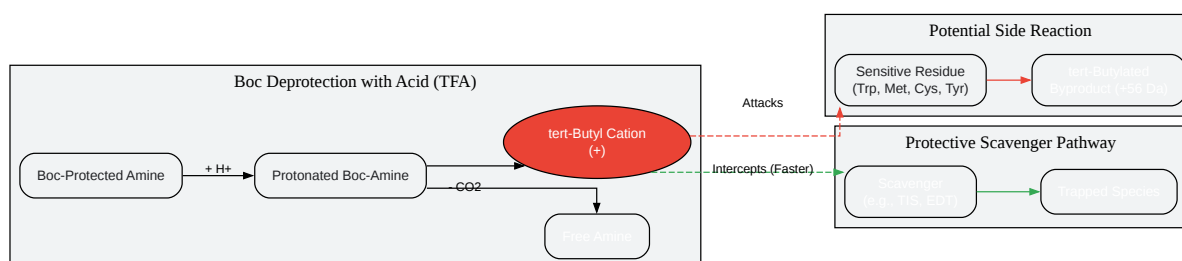 Boc Deprotection with Acid (TFA)
Boc-Protected Amine
+ H+
Protonated Boc-Amine
tert-Butyl Cation
(+)
- CO2
Free Amine
Attacks
Intercepts (Faster)
Potential Side Reaction
Sensitive Residue
(Trp, Met, Cys, Tyr)
tert-Butylated
Byproduct (+56 Da)
Protective Scavenger Pathway
Scavenger
(e.g., TIS, EDT)
Trapped Species